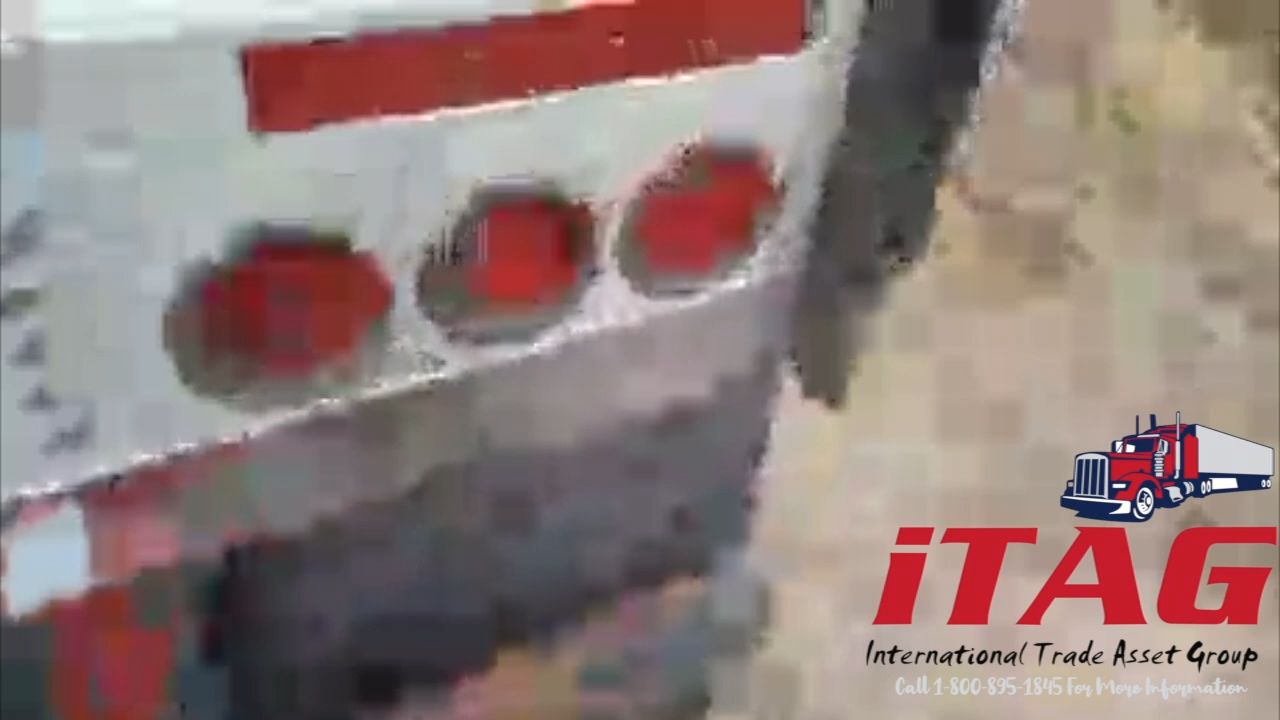 iTAG
International Trade Asset Group
Call 1-800-895-1845 For More Information